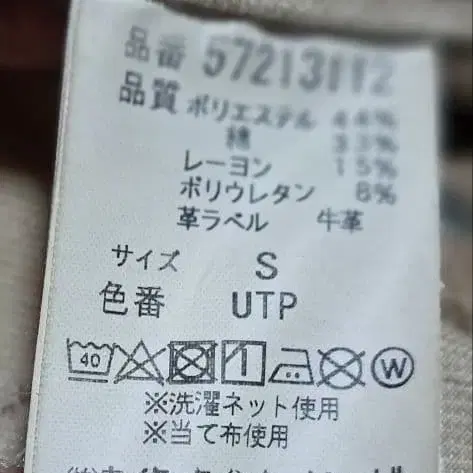 品番 57213112
品質 ポリエステル 44%
綿 33%
レーヨン 15%
ポリウレタン 8%
革ラベル 牛革
サイズ S
色番 UTP
40 W
※洗濯ネット使用
※当て布使用